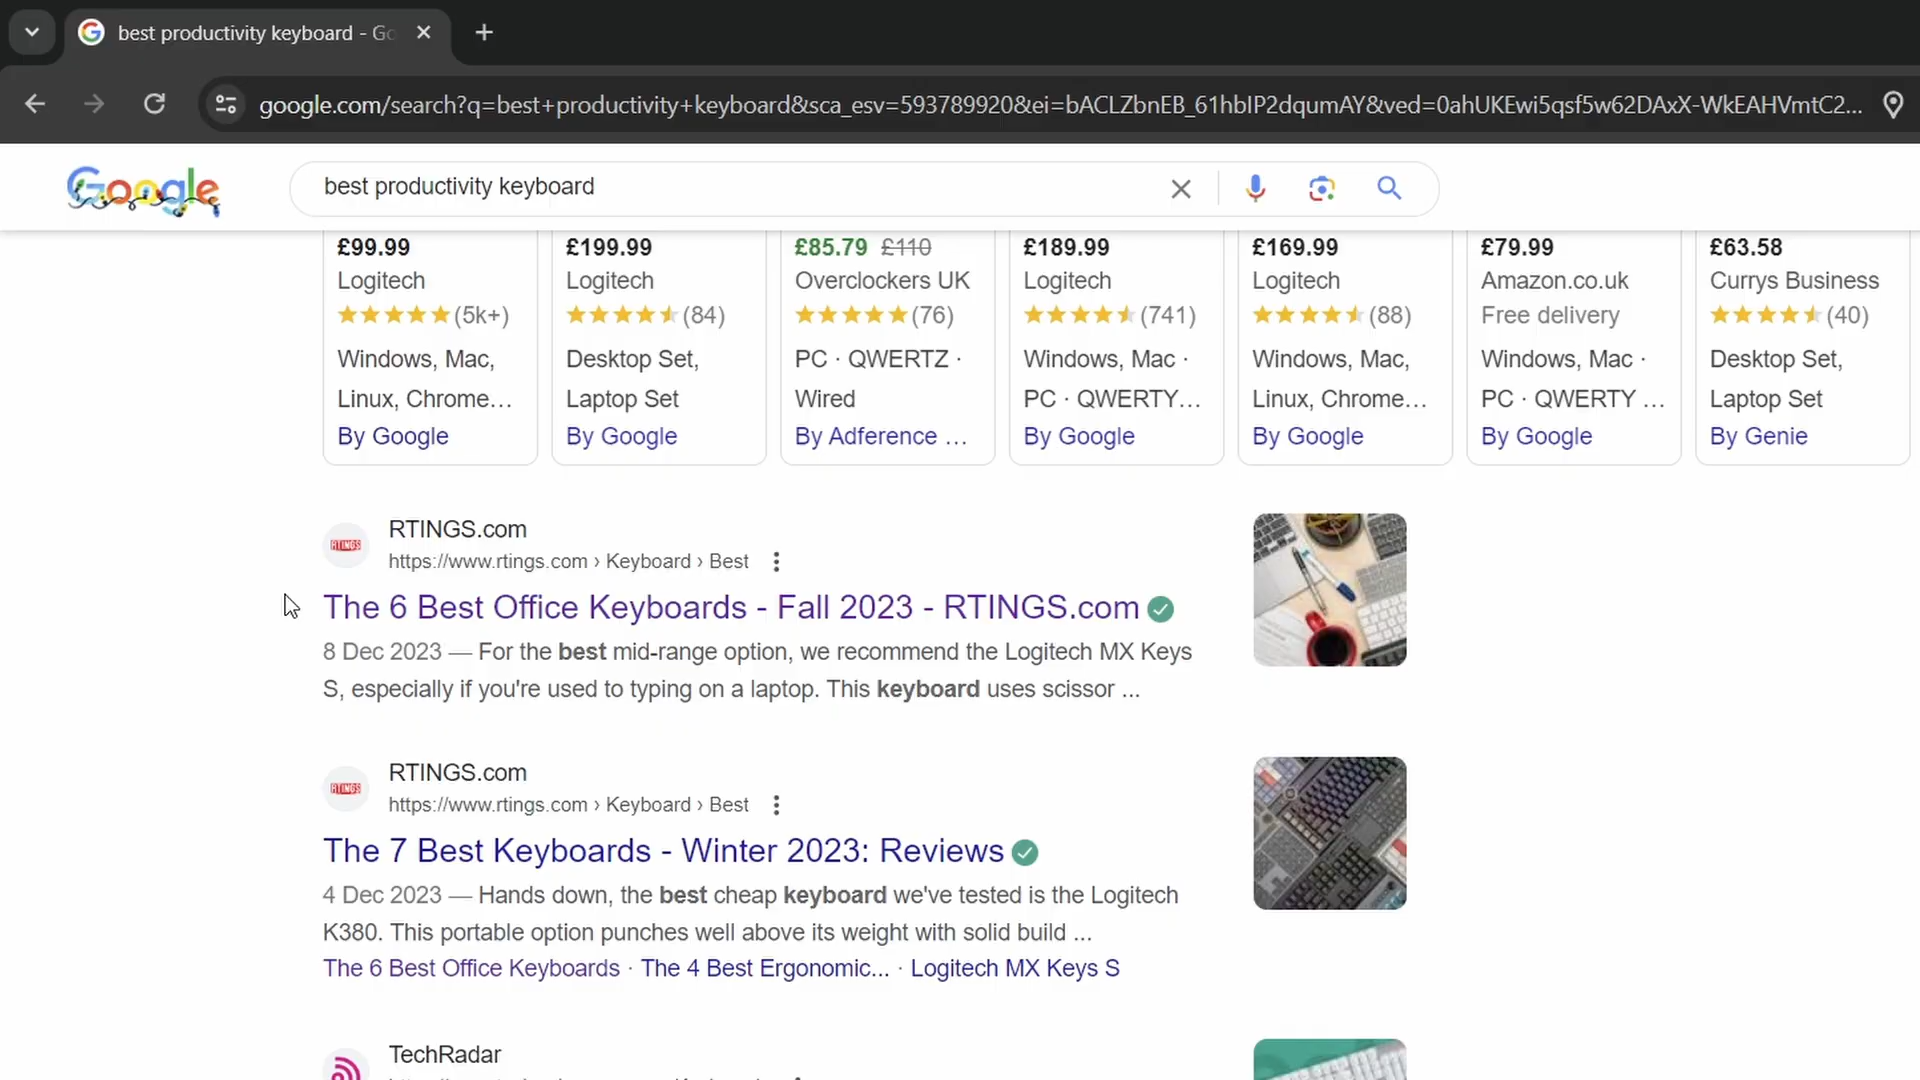 best productivity keyboard - Go
google.com/search?q=best+productivity+keyboard&sca_esv=593789920&ei=bACLZbnEB_61hbIP2dqumAY&ved=0ahUKEwi5qsf5w62DAxX-WkEAHVmtC2...
Google
best productivity keyboard
£99.99
Logitech
(5k+)
Windows, Mac,
Linux, Chrome...
By Google
£199.99
Logitech
(84)
Desktop Set,
Laptop Set
By Google
£85.79 £110
Overclockers UK
(76)
PC · QWERTZ ·
Wired
By Adference ...
£189.99
Logitech
(741)
Windows, Mac ·
PC · QWERTY...
By Google
£169.99
Logitech
(88)
Windows, Mac,
Linux, Chrome...
By Google
£79.99
Amazon.co.uk
Free delivery
Windows, Mac ·
PC · QWERTY ...
By Google
£63.58
Currys Business
(40)
Desktop Set,
Laptop Set
By Genie
RTINGS
RTINGS.com
https://www.rtings.com › Keyboard › Best
The 6 Best Office Keyboards - Fall 2023 - RTINGS.com
8 Dec 2023 — For the best mid-range option, we recommend the Logitech MX Keys
S, especially if you're used to typing on a laptop. This keyboard uses scissor ...
RTINGS
RTINGS.com
https://www.rtings.com › Keyboard › Best
The 7 Best Keyboards - Winter 2023: Reviews
4 Dec 2023 — Hands down, the best cheap keyboard we've tested is the Logitech
K380. This portable option punches well above its weight with solid build ...
The 6 Best Office Keyboards · The 4 Best Ergonomic... · Logitech MX Keys S
TechRadar